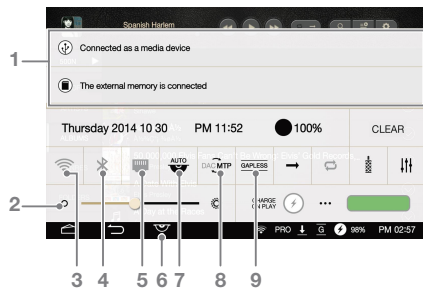 Spanish Harlem
Connected as a media device
The external memory is connected
Thursday 2014 10 30 PM 11:52 100% CLEAR
AUTO DAC MTP GAPLESS
CHARGE ON PLAY
PRO G 98% PM 02:57
1
2
3 4 5 6 7 8 9